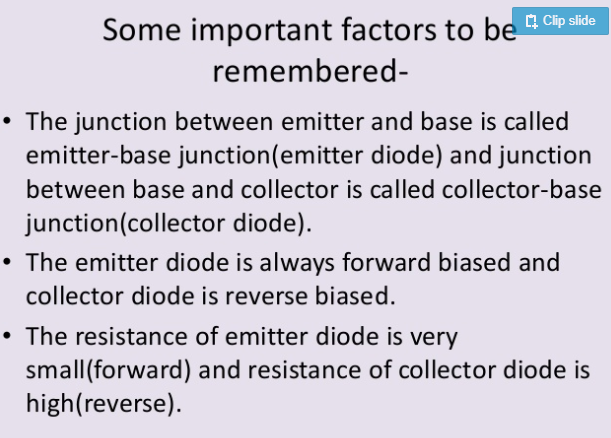 Some important factors to be
Clip slide
remembered-
• The junction between emitter and base is called
emitter-base junction(emitter diode) and junction
between base and collector is called collector-base
junction(collector diode).
• The emitter diode is always forward biased and
collector diode is reverse biased.
• The resistance of emitter diode is very
small(forward) and resistance of collector diode is
high(reverse).